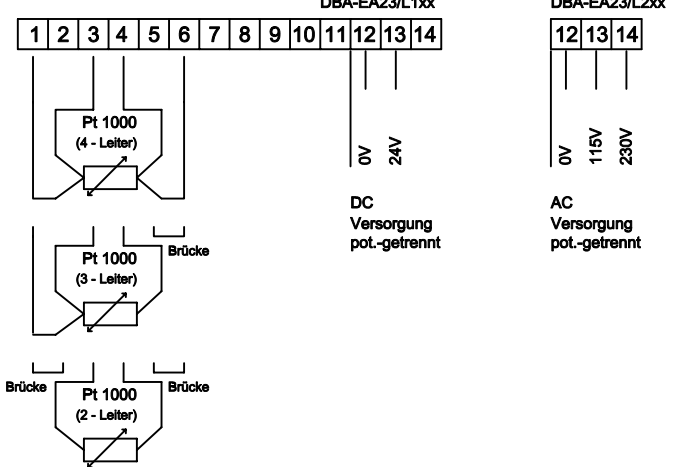 DBA-EA23/L1xx
DBA-EA23/L2xx
1 2 3 4 5 6 7 8 9 10 11 12 13 14
12 13 14
Pt 1000
(4 - Leiter)
0V
24V
0V
115V
230V
DC
Versorgung
pot.-getrennt
AC
Versorgung
pot.-getrennt
Brücke
Pt 1000
(3 - Leiter)
Brücke
Brücke
Pt 1000
(2 - Leiter)